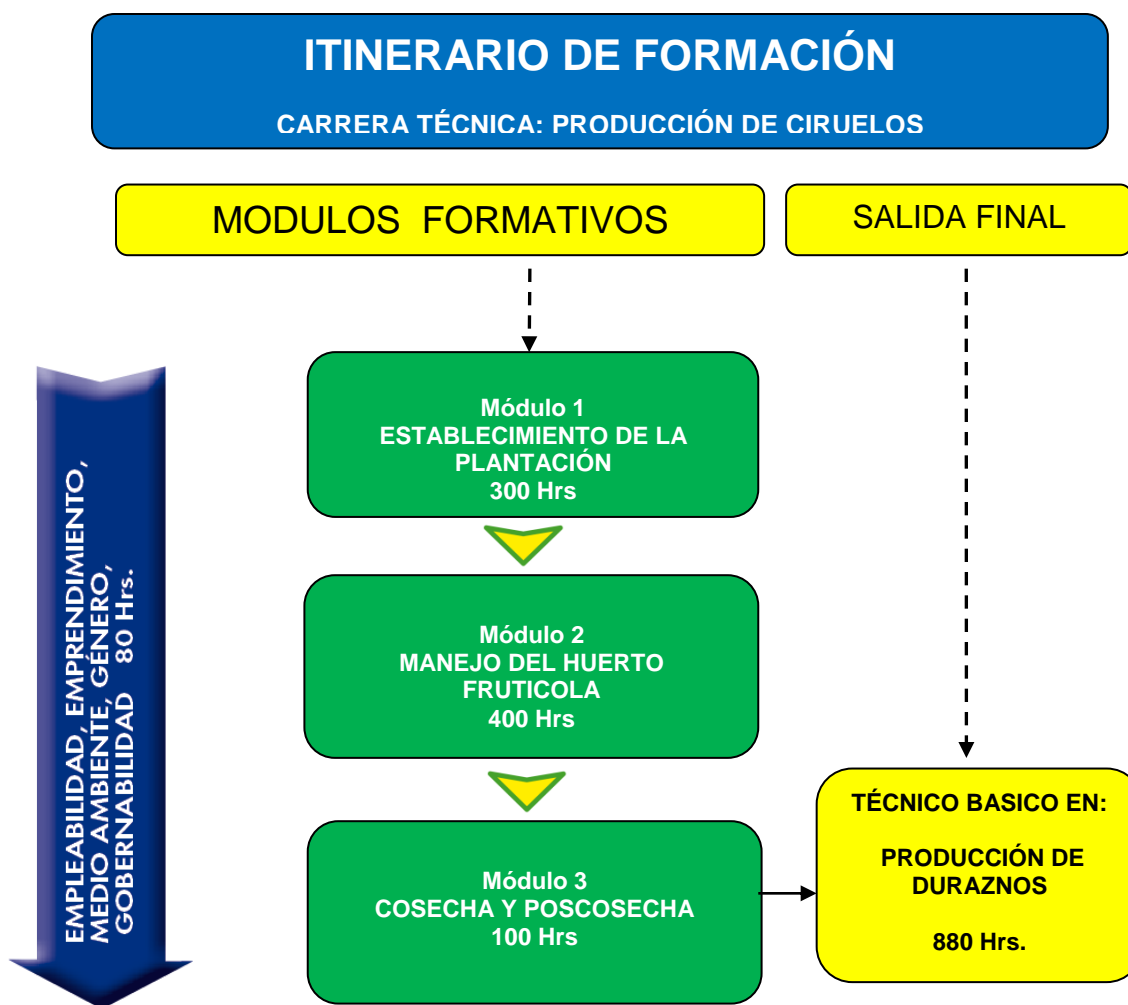 ITINERARIO DE FORMACIÓN
CARRERA TÉCNICA: PRODUCCIÓN DE CIRUELOS
MODULOS FORMATIVOS
SALIDA FINAL
EMPLEABILIDAD, EMPRENDIMIENTO,
MEDIO AMBIENTE, GÉNERO,
GOBERNABILIDAD 80 Hrs.
Módulo 1
ESTABLECIMIENTO DE LA
PLANTACIÓN
300 Hrs
Módulo 2
MANEJO DEL HUERTO
FRUTICOLA
400 Hrs
Módulo 3
COSECHA Y POSCOSECHA
100 Hrs
TÉCNICO BASICO EN:
PRODUCCIÓN DE
DURAZNOS
880 Hrs.